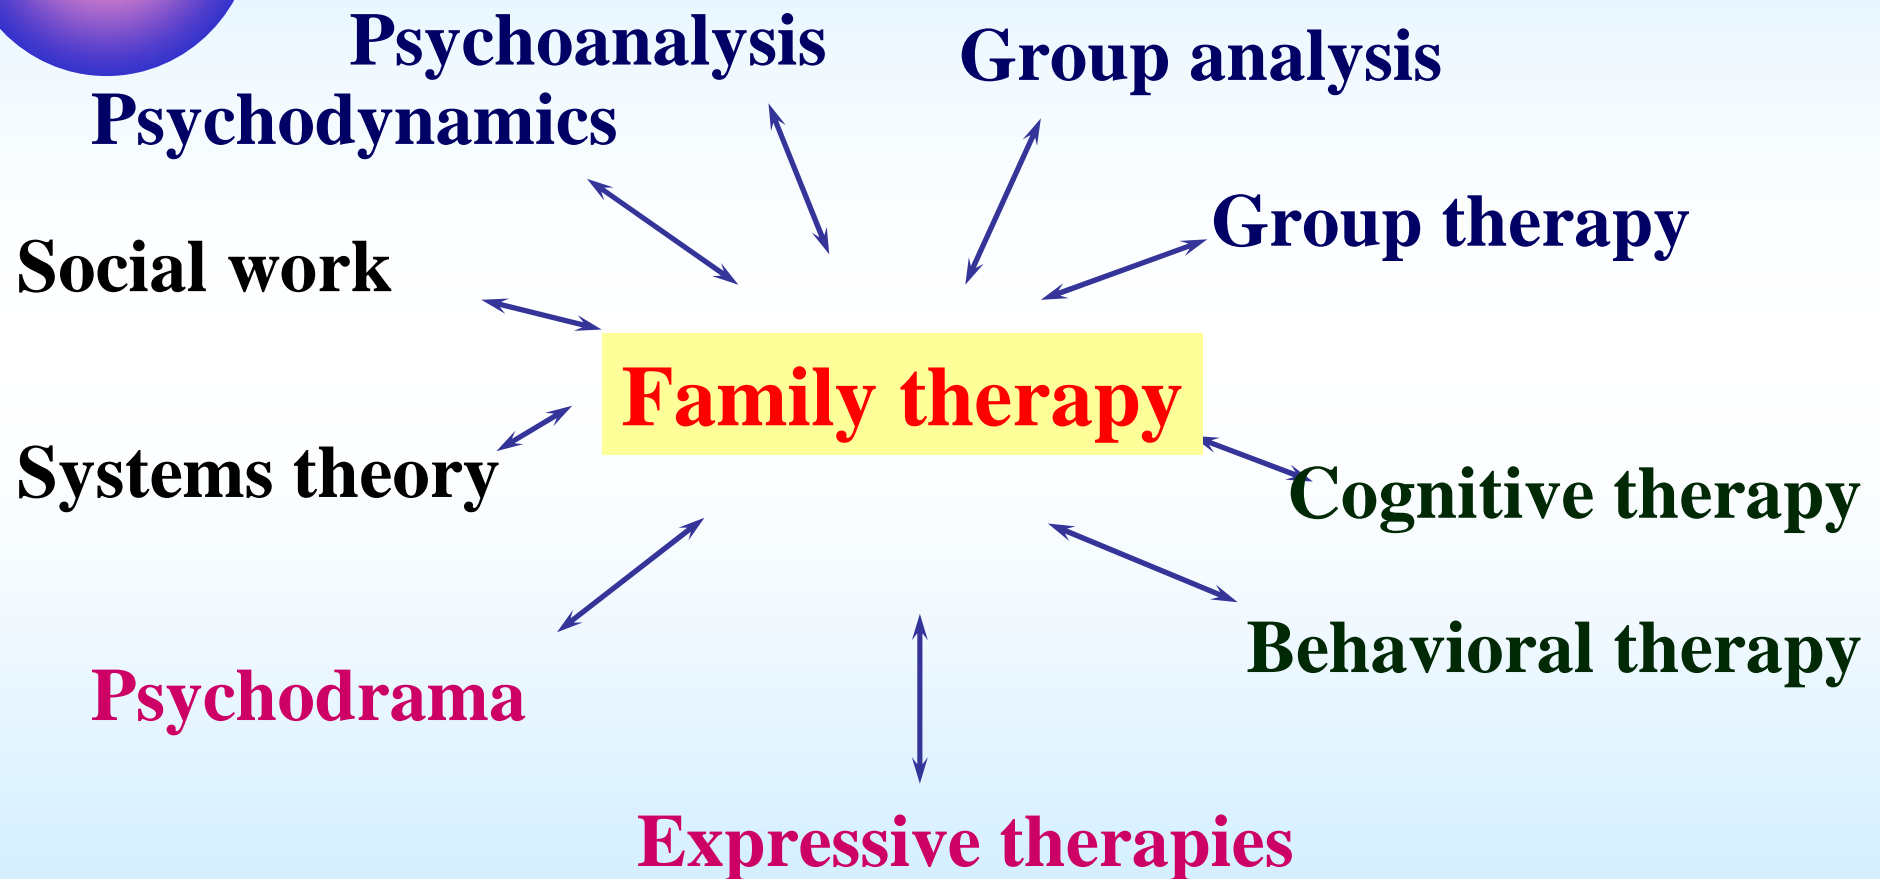 Psychoanalysis
Group analysis
Psychodynamics
Group therapy
Social work
Family therapy
Systems theory
Cognitive therapy
Behavioral therapy
Psychodrama
Expressive therapies